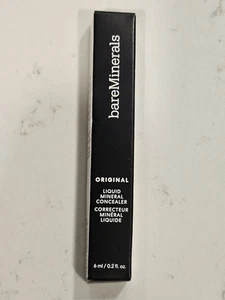 bareMinerals
ORIGINAL
LIQUID
MINERAL
CONCEALER
CORRECTEUR
MINÉRAL
LIQUIDE
6 ml / 0.2 fl. oz.